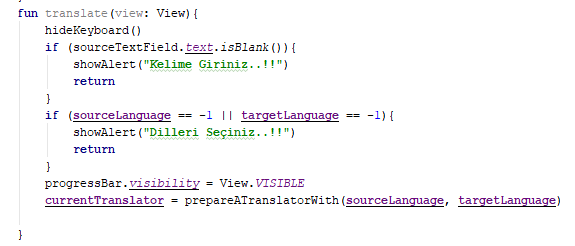 fun translate(view: View){
hideKeyboard()
if (sourceTextField.text.isBlank()){
showAlert("Kelime Giriniz..!!")
return
}
if (sourceLanguage == -1 || targetLanguage == -1){
showAlert("Dilleri Seçiniz..!!")
return
}
progressBar.visibility = View.VISIBLE
currentTranslator = prepareATranslatorWith(sourceLanguage, targetLanguage)
}